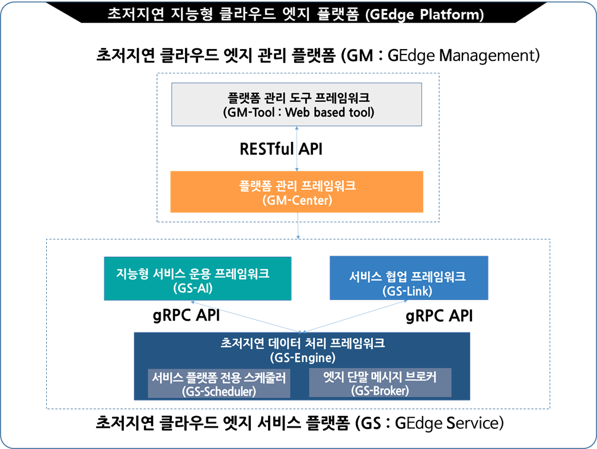 초저지연 지능형 클라우드 엣지 플랫폼 (GEdge Platform)
초저지연 클라우드 엣지 관리 플랫폼 (GM : GEdge Management)
플랫폼 관리 도구 프레임워크
(GM-Tool : Web based tool)
RESTful API
플랫폼 관리 프레임워크
(GM-Center)
지능형 서비스 운용 프레임워크
(GS-AI)
서비스 협업 프레임워크
(GS-Link)
gRPC API
gRPC API
초저지연 데이터 처리 프레임워크
(GS-Engine)
서비스 플랫폼 전용 스케줄러
(GS-Scheduler)
엣지 단말 메시지 브로커
(GS-Broker)
초저지연 클라우드 엣지 서비스 플랫폼 (GS : GEdge Service)